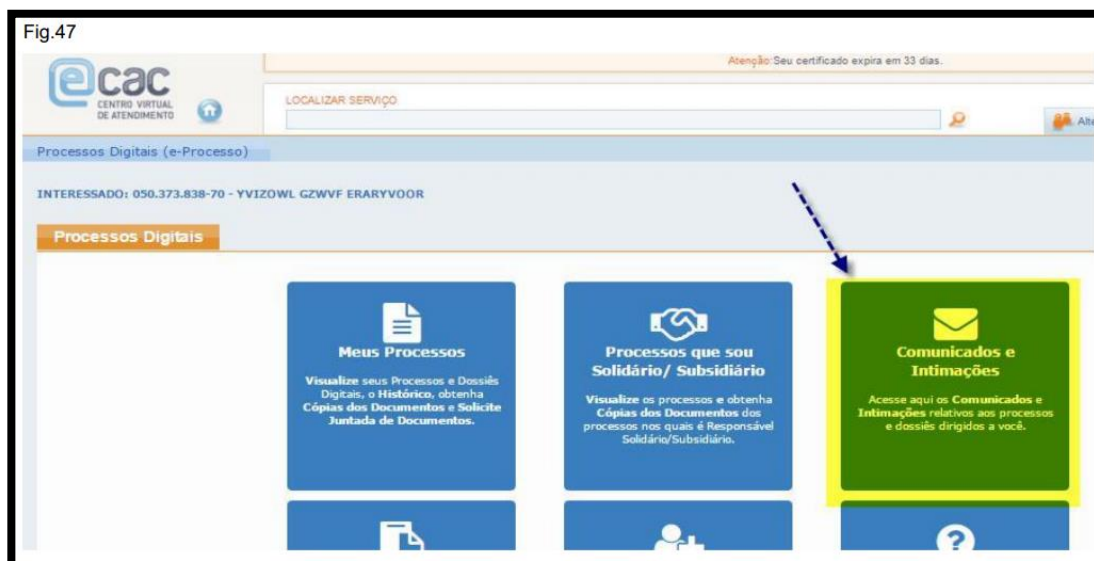 Fig.47
ecac
CENTRO VIRTUAL
DE ATENDIMENTO
Atenção: Seu certificado expira em 33 dias.
LOCALIZAR SERVIÇO
Alte
Processos Digitais (e-Processo)
INTERESSADO: 050.373.838-70 - YVIZOWL GZWVF ERARYVOOR
Processos Digitais
Meus Processos
Visualize seus Processos e Dossiês
Digitais, o Histórico, obtenha
Cópias dos Documentos e Solicite
Juntada de Documentos.
Processos que sou
Solidário/ Subsidiário
Visualize os processos e obtenha
Cópias dos Documentos dos
processos nos quais é Responsável
Solidário/Subsidiário.
Comunicados e
Intimações
Acesse aqui os Comunicados e
Intimações relativos aos processos
e dossiês dirigidos a você.